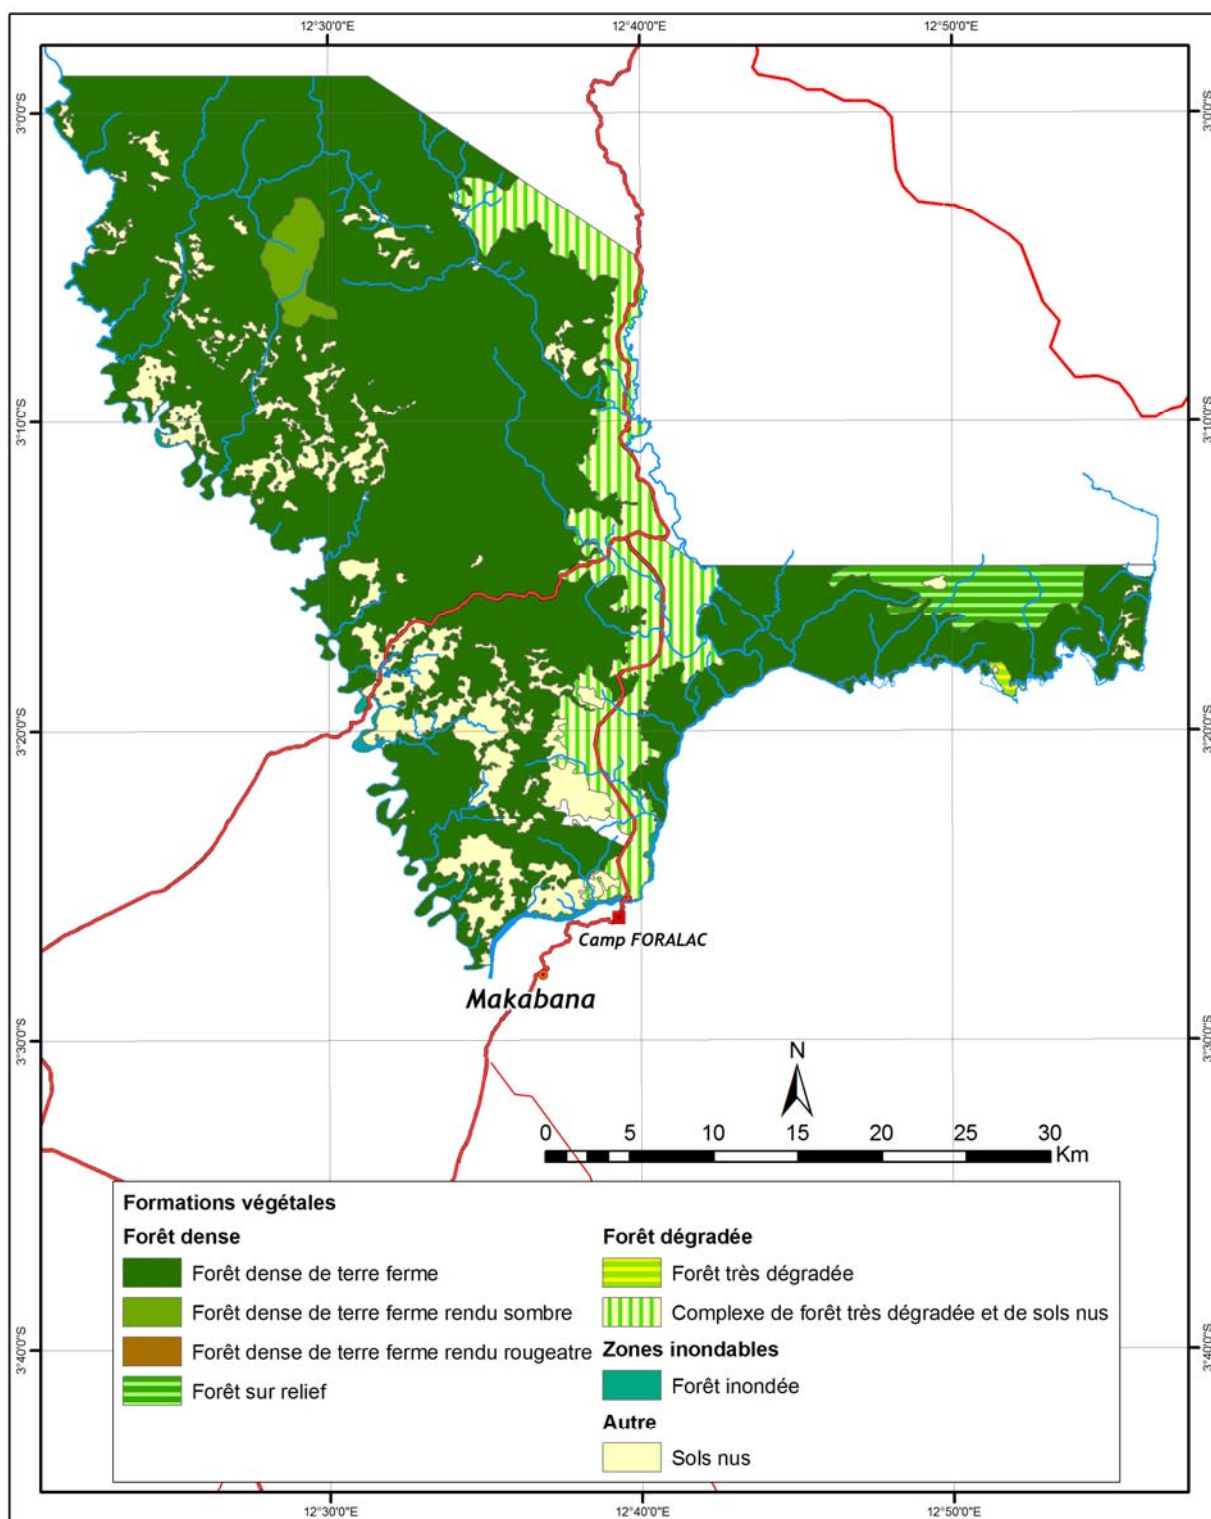 12°30'0"E 12°40'0"E 12°50'0"E
3°0'0"S 3°0'0"S
3°10'0"S 3°10'0"S
3°20'0"S 3°20'0"S
Camp FORALAC
Makabana
3°30'0"S 3°30'0"S
N
0 5 10 15 20 25 30
Km
3°40'0"S 3°40'0"S
Formations végétales
Forêt dense
Forêt dense de terre ferme
Forêt dense de terre ferme rendu sombre
Forêt dense de terre ferme rendu rougeatre
Forêt sur relief
Forêt dégradée
Forêt très dégradée
Complexe de forêt très dégradée et de sols nus
Zones inondables
Forêt inondée
Autre
Sols nus
12°30'0"E 12°40'0"E 12°50'0"E